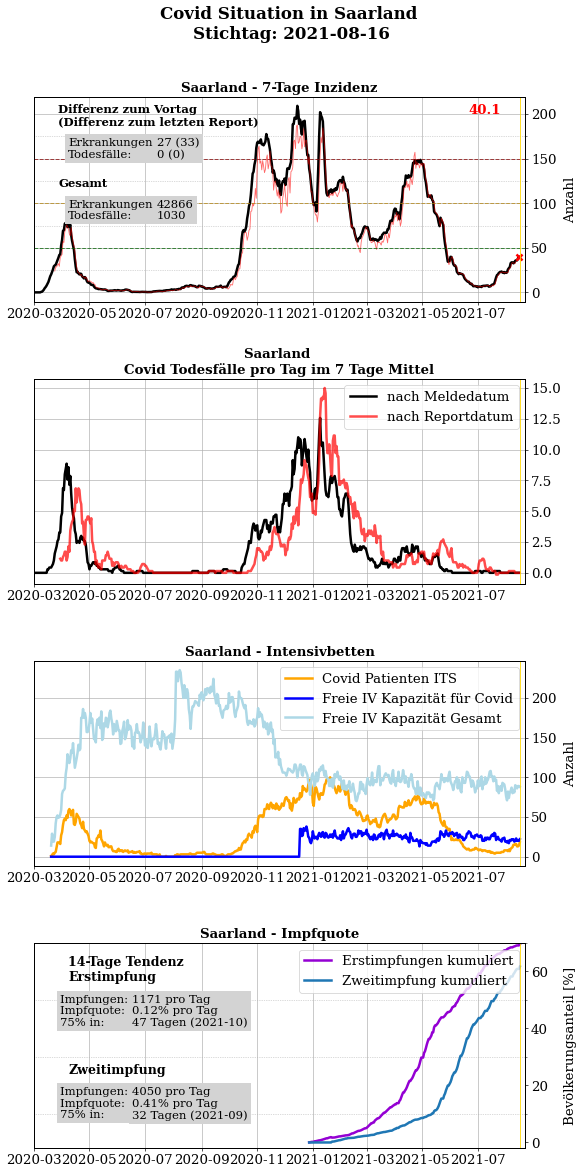 Covid Situation in Saarland
Stichtag: 2021-08-16
Saarland - 7-Tage Inzidenz
Differenz zum Vortag
(Differenz zum letzten Report)
Erkrankungen 27 (33)
Todesfälle: 0 (0)
Gesamt
Erkrankungen 42866
Todesfälle: 1030
40.1
200
150
100
50
0
Anzahl
2020-03 2020-05 2020-07 2020-09 2020-11 2021-01 2021-03 2021-05 2021-07
Saarland
Covid Todesfälle pro Tag im 7 Tage Mittel
nach Meldedatum
nach Reportdatum
15.0
12.5
10.0
7.5
5.0
2.5
0.0
2020-03 2020-05 2020-07 2020-09 2020-11 2021-01 2021-03 2021-05 2021-07
Saarland - Intensivbetten
Covid Patienten ITS
Freie IV Kapazität für Covid
Freie IV Kapazität Gesamt
200
150
100
50
0
Anzahl
2020-03 2020-05 2020-07 2020-09 2020-11 2021-01 2021-03 2021-05 2021-07
Saarland - Impfquote
14-Tage Tendenz
Erstimpfung
Impfungen: 1171 pro Tag
Impfquote: 0.12% pro Tag
75% in: 47 Tagen (2021-10)
Zweitimpfung
Impfungen: 4050 pro Tag
Impfquote: 0.41% pro Tag
75% in: 32 Tagen (2021-09)
Erstimpfungen kumuliert
Zweitimpfung kumuliert
60
40
20
0
Bevölkerungsanteil [%]
2020-03 2020-05 2020-07 2020-09 2020-11 2021-01 2021-03 2021-05 2021-07